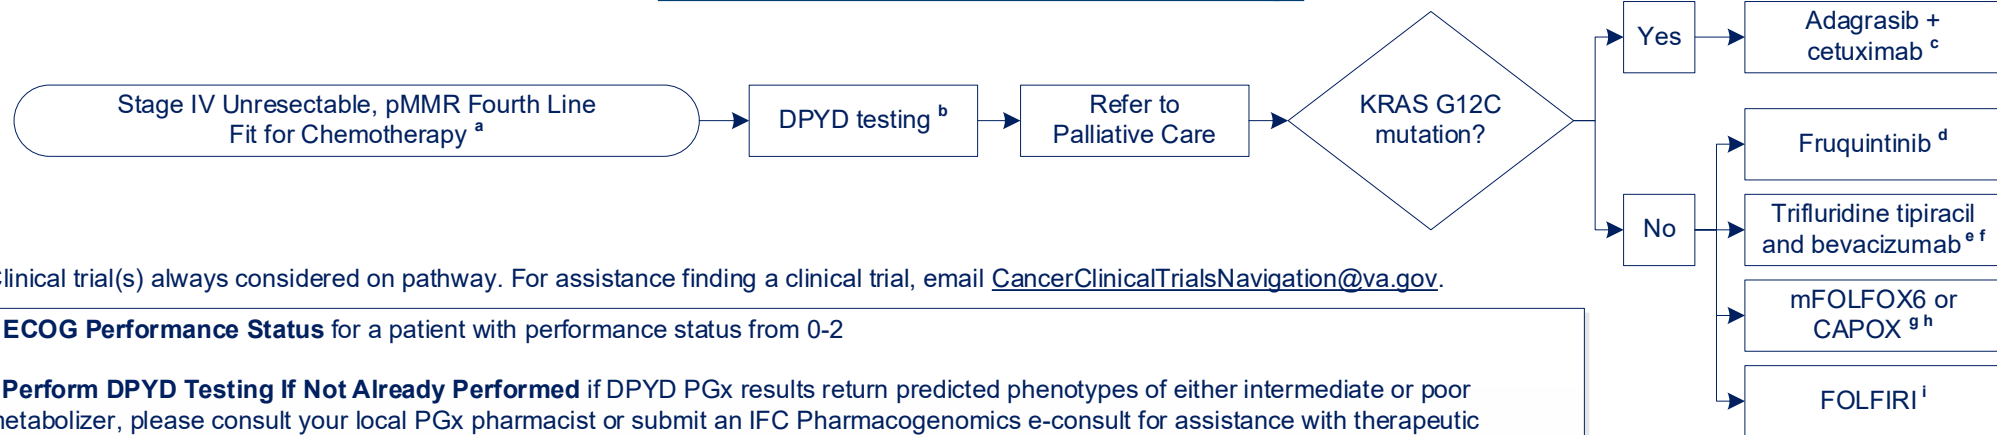 Stage IV Unresectable, pMMR Fourth Line
Fit for Chemotherapy a
DPYD testing b
Refer to
Palliative Care
KRAS G12C
mutation?
Yes
Adagrasib +
cetuximab c
No
Fruquintinib d
Trifluridine tipiracil
and bevacizumab e f
mFOLFOX6 or
CAPOX g h
FOLFIRI i
linical trial(s) always considered on pathway. For assistance finding a clinical trial, email CancerClinicalTrialsNavigation@va.gov.
ECOG Performance Status for a patient with performance status from 0-2
Perform DPYD Testing If Not Already Performed if DPYD PGx results return predicted phenotypes of either intermediate or poor
metabolizer, please consult your local PGx pharmacist or submit an IFC Pharmacogenomics e-consult for assistance with therapeutic